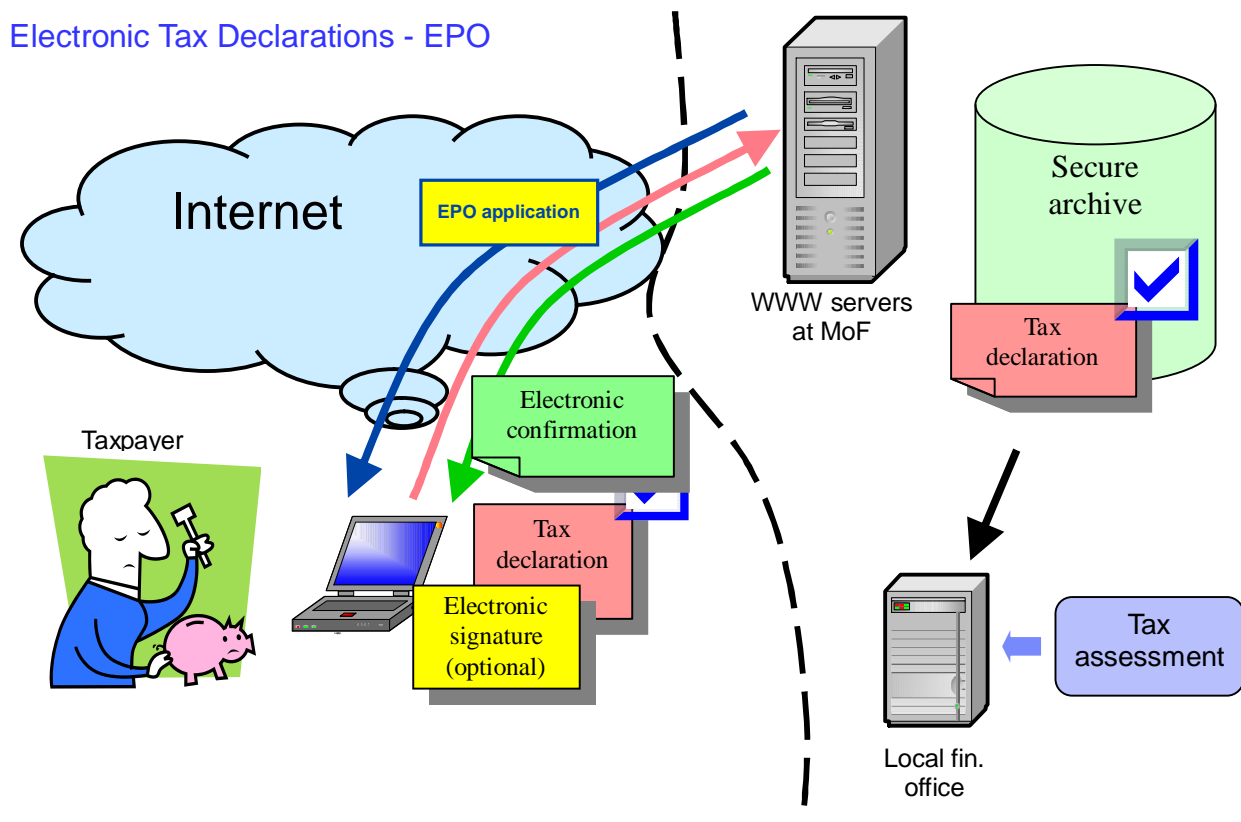 Electronic Tax Declarations - EPO
Internet
EPO application
WWW servers
at MoF
Secure
archive
Tax
declaration
Electronic
confirmation
Taxpayer
Tax
declaration
Electronic
signature
(optional)
Tax
assessment
Local fin.
office